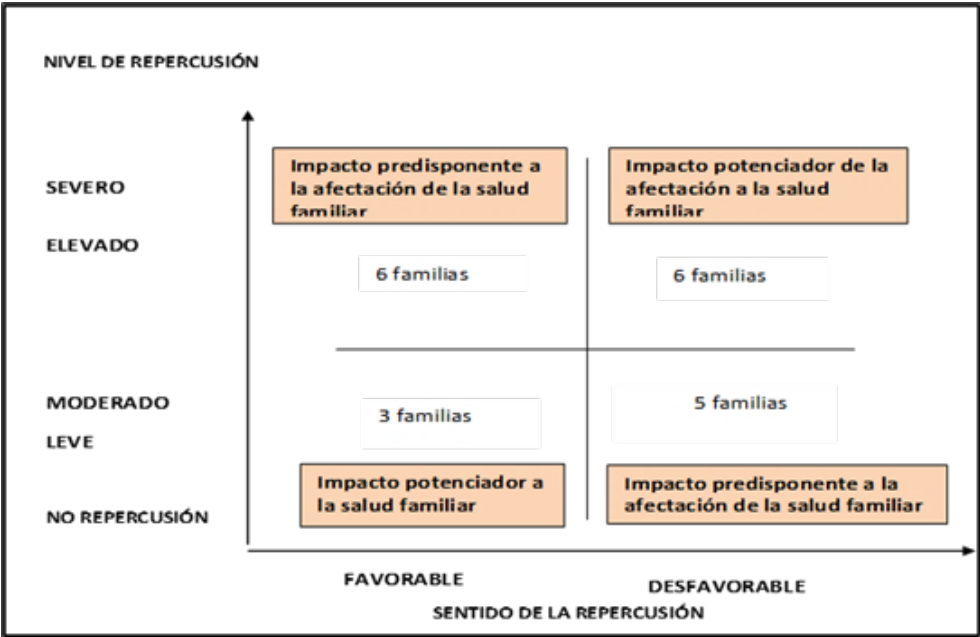 NIVEL DE REPERCUSIÓN
SEVERO
Impacto predisponente a
la afectación de la salud
familiar
Impacto potenciador de la
afectación a la salud
familiar
ELEVADO
6 familias
6 familias
MODERADO
3 familias
5 familias
LEVE
Impacto potenciador a
la salud familiar
Impacto predisponente a la
afectación de la salud familiar
NO REPERCUSIÓN
FAVORABLE
DESFAVORABLE
SENTIDO DE LA REPERCUSIÓN